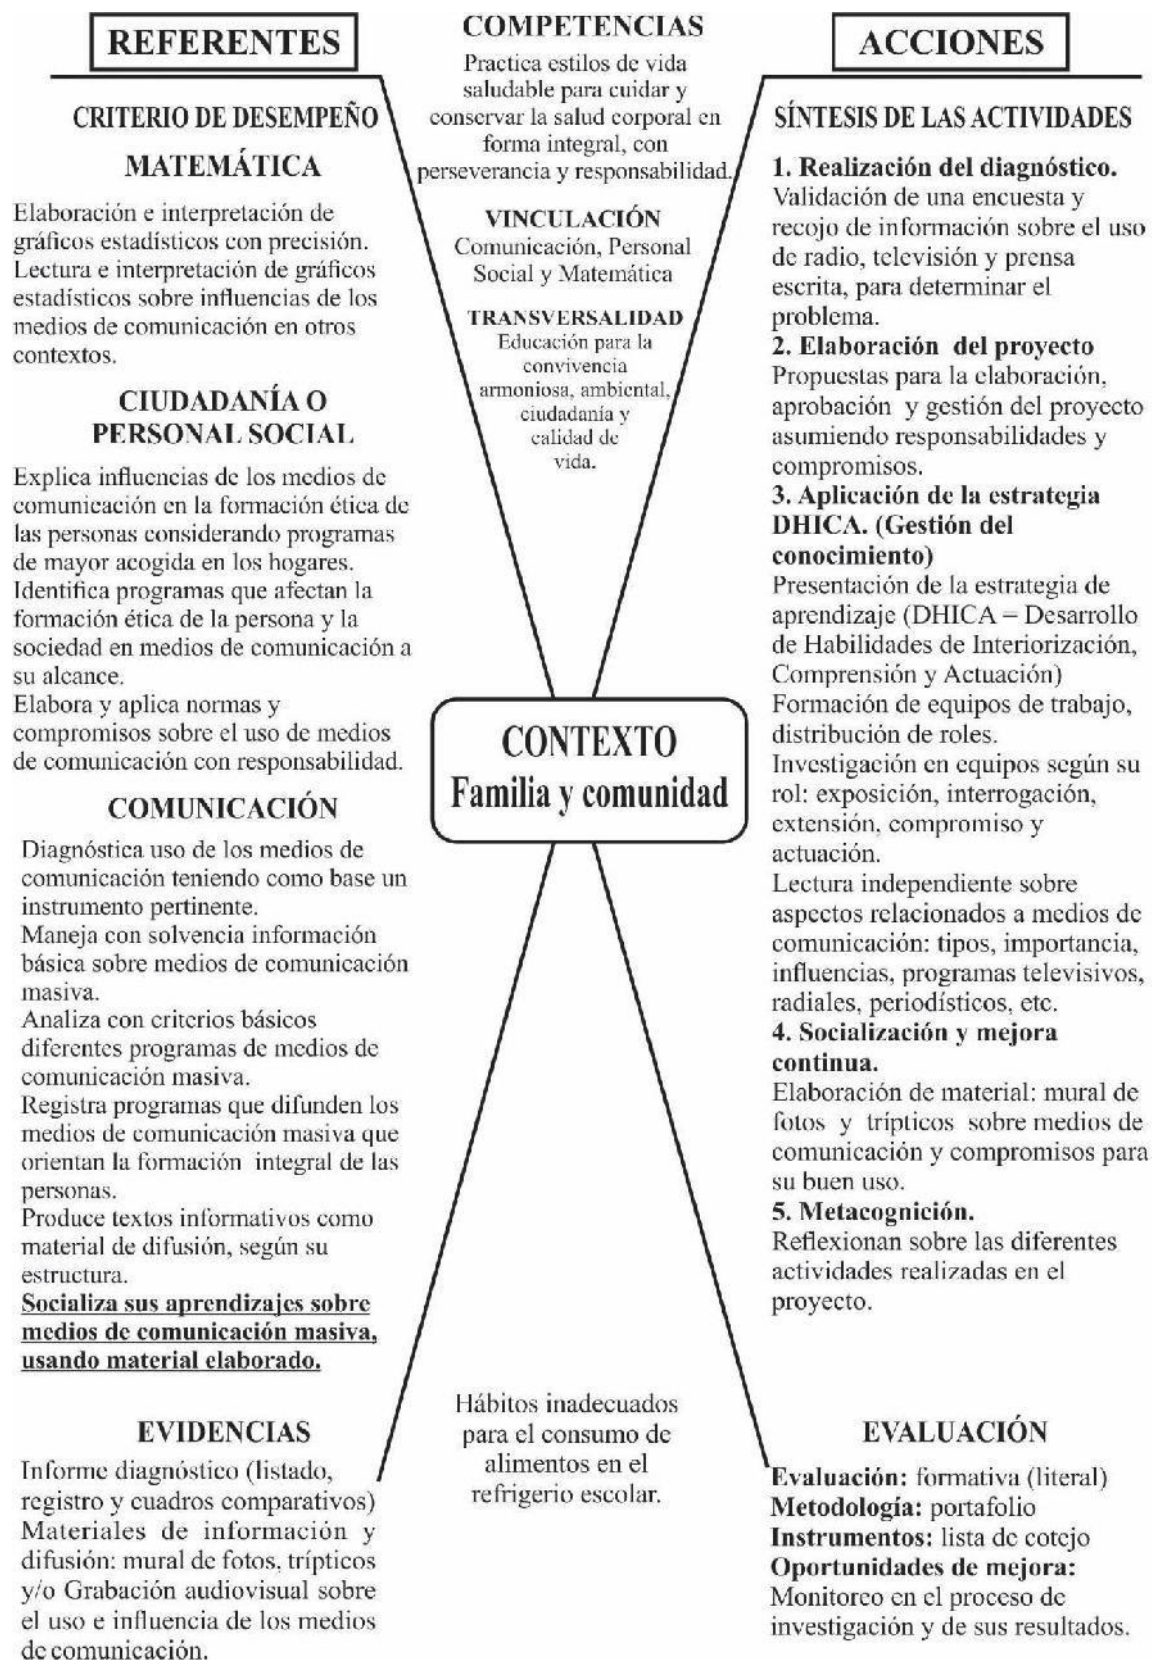 REFERENTES
CRITERIO DE DESEMPEÑO
MATEMÁTICA
Elaboración e interpretación de
gráficos estadísticos con precisión.
Lectura e interpretación de gráficos
estadísticos sobre influencias de los
medios de comunicación en otros
contextos.
CIUDADANÍA O
PERSONAL SOCIAL
Explica influencias de los medios de
comunicación en la formación ética de
las personas considerando programas
de mayor acogida en los hogares.
Identifica programas que afectan la
formación ética de la persona y la
sociedad en medios de comunicación a
su alcance.
Elabora y aplica normas y
compromisos sobre el uso de medios
de comunicación con responsabilidad.
COMUNICACIÓN
Diagnóstica uso de los medios de
comunicación teniendo como base un
instrumento pertinente.
Maneja con solvencia información
básica sobre medios de comunicación
masiva.
Analiza con criterios básicos
diferentes programas de medios de
comunicación masiva.
Registra programas que difunden los
medios de comunicación masiva que
orientan la formación integral de las
personas.
Produce textos informativos como
material de difusión, según su
estructura.
Socializa sus aprendizajes sobre
medios de comunicación masiva,
usando material elaborado.
EVIDENCIAS
Informe diagnóstico (listado,
registro y cuadros comparativos)
Materiales de información y
difusión: mural de fotos, trípticos
y/o Grabación audiovisual sobre
el uso e influencia de los medios
de comunicación.
COMPETENCIAS
Practica estilos de vida
saludable para cuidar y
conservar la salud corporal en
forma integral, con
perseverancia y responsabilidad.
VINCULACIÓN
Comunicación, Personal
Social y Matemática
TRANSVERSALIDAD
Educación para la
convivencia
armoniosa, ambiental,
ciudadanía y
calidad de
vida.
CONTEXTO
Familia y comunidad
Hábitos inadecuados
para el consumo de
alimentos en el
refrigerio escolar.
ACCIONES
SÍNTESIS DE LAS ACTIVIDADES
1. Realización del diagnóstico.
Validación de una encuesta y
recojo de información sobre el uso
de radio, televisión y prensa
escrita, para determinar el
problema.
2. Elaboración del proyecto
Propuestas para la elaboración,
aprobación y gestión del proyecto
asumiendo responsabilidades y
compromisos.
3. Aplicación de la estrategia
DHICA. (Gestión del
conocimiento)
Presentación de la estrategia de
aprendizaje (DHICA = Desarrollo
de Habilidades de Interiorización,
Comprensión y Actuación)
Formación de equipos de trabajo,
distribución de roles.
Investigación en equipos según su
rol: exposición, interrogación,
extensión, compromiso y
actuación.
Lectura independiente sobre
aspectos relacionados a medios de
comunicación: tipos, importancia,
influencias, programas televisivos,
radiales, periodísticos, etc.
4. Socialización y mejora
continua.
Elaboración de material: mural de
fotos y trípticos sobre medios de
comunicación y compromisos para
su buen uso.
5. Metacognición.
Reflexionan sobre las diferentes
actividades realizadas en el
proyecto.
EVALUACIÓN
Evaluación: formativa (literal)
Metodología: portafolio
Instrumentos: lista de cotejo
Oportunidades de mejora:
Monitoreo en el proceso de
investigación y de sus resultados.